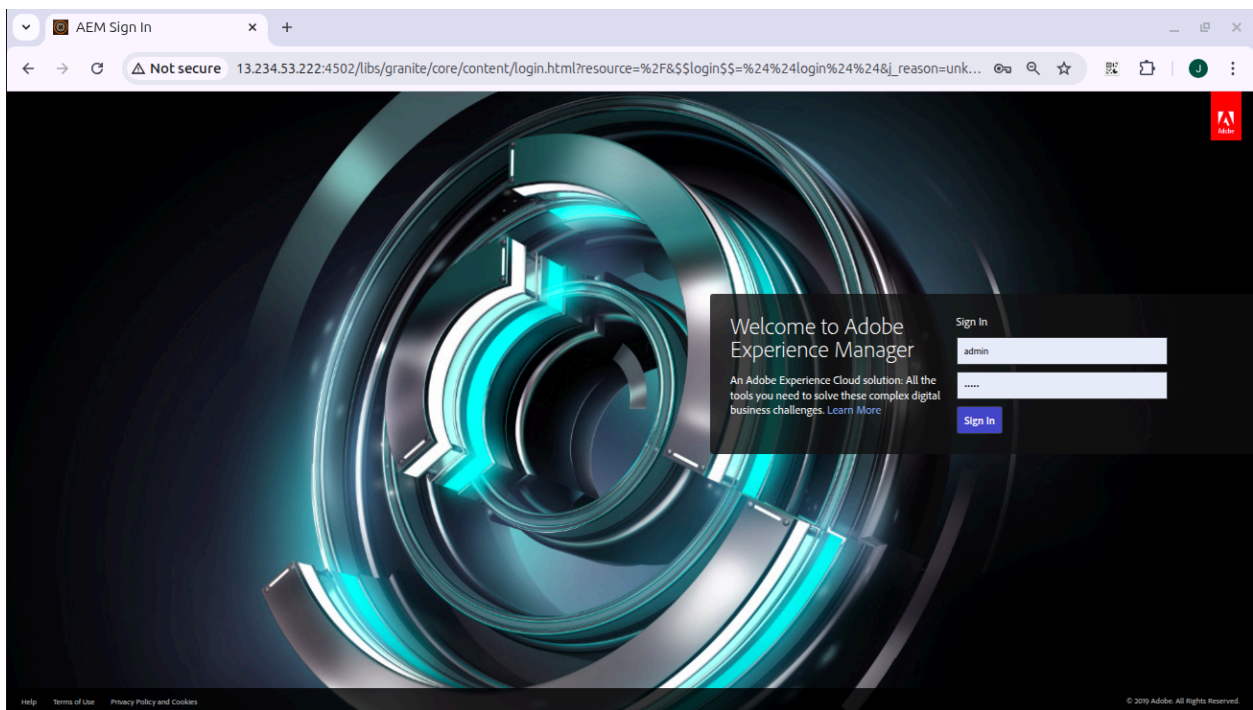 AEM Sign In
Not secure 13.234.53.222:4502/libs/granite/core/content/login.html?resource=%2F&$$login$$=%24%24login%24%24&j_reason=unk...
J
Adobe
Welcome to Adobe
Experience Manager
An Adobe Experience Cloud solution: All the
tools you need to solve these complex digital
business challenges. Learn More
Sign In
admin
•••••
Sign In
Help Terms of Use Privacy Policy and Cookies
© 2019 Adobe. All Rights Reserved.